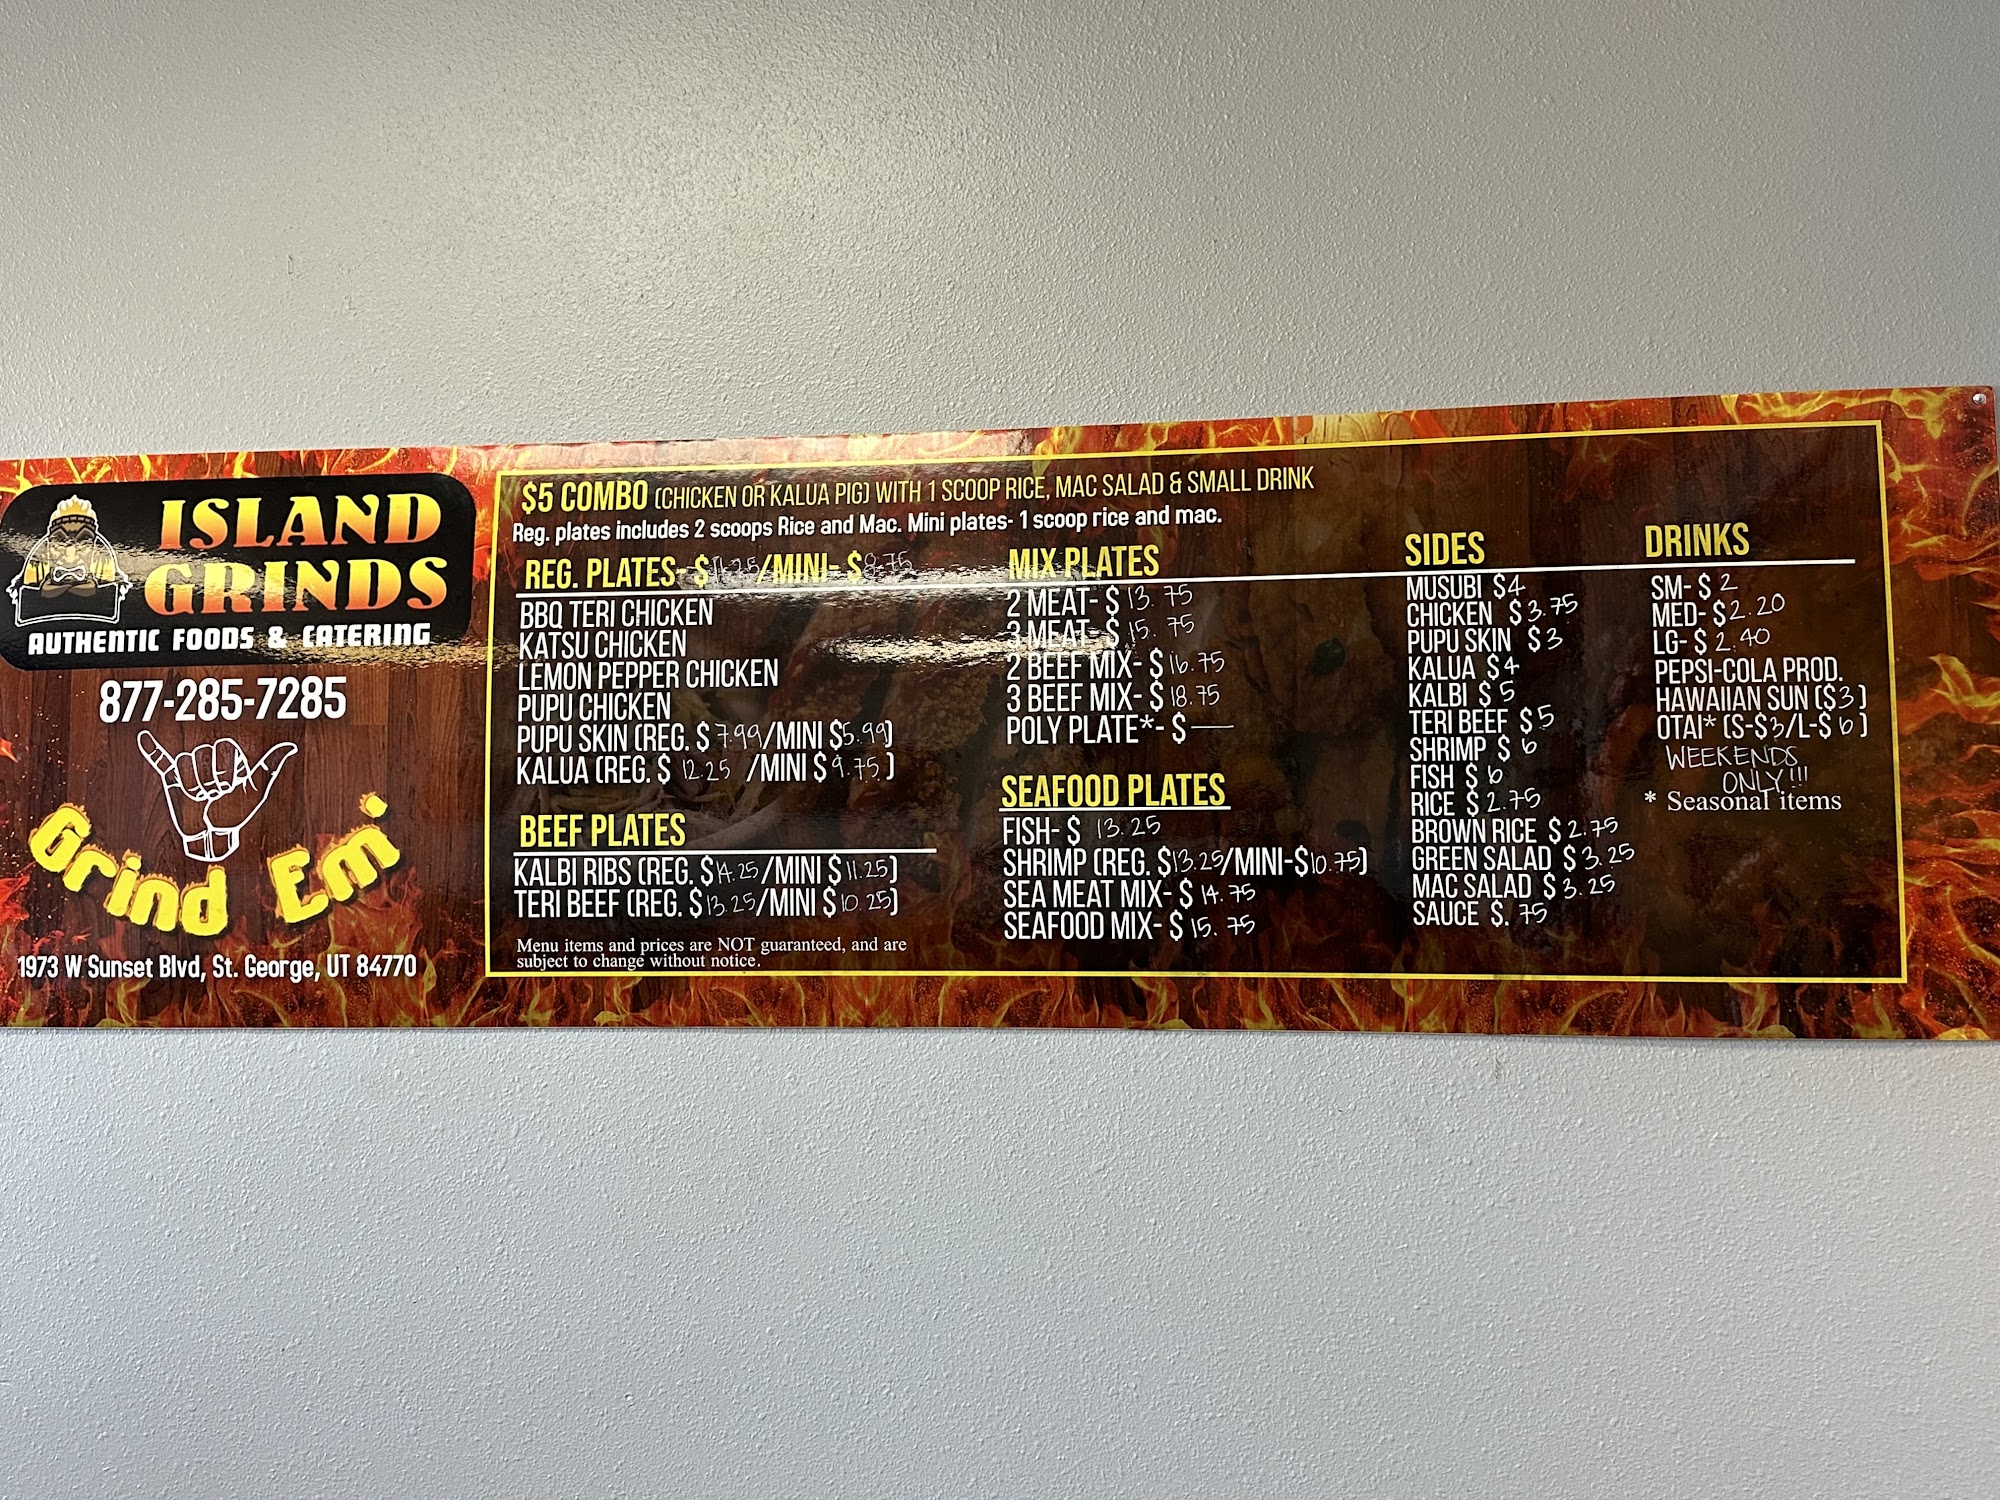 ISLAND
GRINDS
AUTHENTIC FOODS & CATERING
877-285-7285
Grind Em'
1973 W Sunset Blvd, St. George, UT 84770
$5 COMBO (CHICKEN OR KALUA PIG) WITH 1 SCOOP RICE, MAC SALAD & SMALL DRINK
Reg. plates includes 2 scoops Rice and Mac. Mini plates- 1 scoop rice and mac.
REG. PLATES- $11.25/MINI- $8.75
BBQ TERI CHICKEN
KATSU CHICKEN
LEMON PEPPER CHICKEN
PUPU CHICKEN
PUPU SKIN (REG. $7.99/MINI $5.99)
KALUA (REG. $12.25 /MINI $9.75)
BEEF PLATES
KALBI RIBS (REG. $14.25/MINI $11.25)
TERI BEEF (REG. $13.25/MINI $10.25)
Menu items and prices are NOT guaranteed, and are
subject to change without notice.
MIX PLATES
2 MEAT- $13.75
3 MEAT- $15.75
2 BEEF MIX- $16.75
3 BEEF MIX- $18.75
POLY PLATE*- $—
SEAFOOD PLATES
FISH- $ 13.25
SHRIMP (REG. $13.25/MINI-$10.75)
SEA MEAT MIX- $14.75
SEAFOOD MIX- $15.75
SIDES
MUSUBI $4
CHICKEN $3.75
PUPU SKIN $3
KALUA $4
KALBI $5
TERI BEEF $5
SHRIMP $6
FISH $6
RICE $2.75
BROWN RICE $2.75
GREEN SALAD $3.25
MAC SALAD $3.25
SAUCE $.75
DRINKS
SM- $2
MED- $2.20
LG- $2.40
PEPSI-COLA PROD.
HAWAIIAN SUN ($3)
OTAI* (S-$3/L-$6)
WEEKENDS
ONLY!!!
* Seasonal items